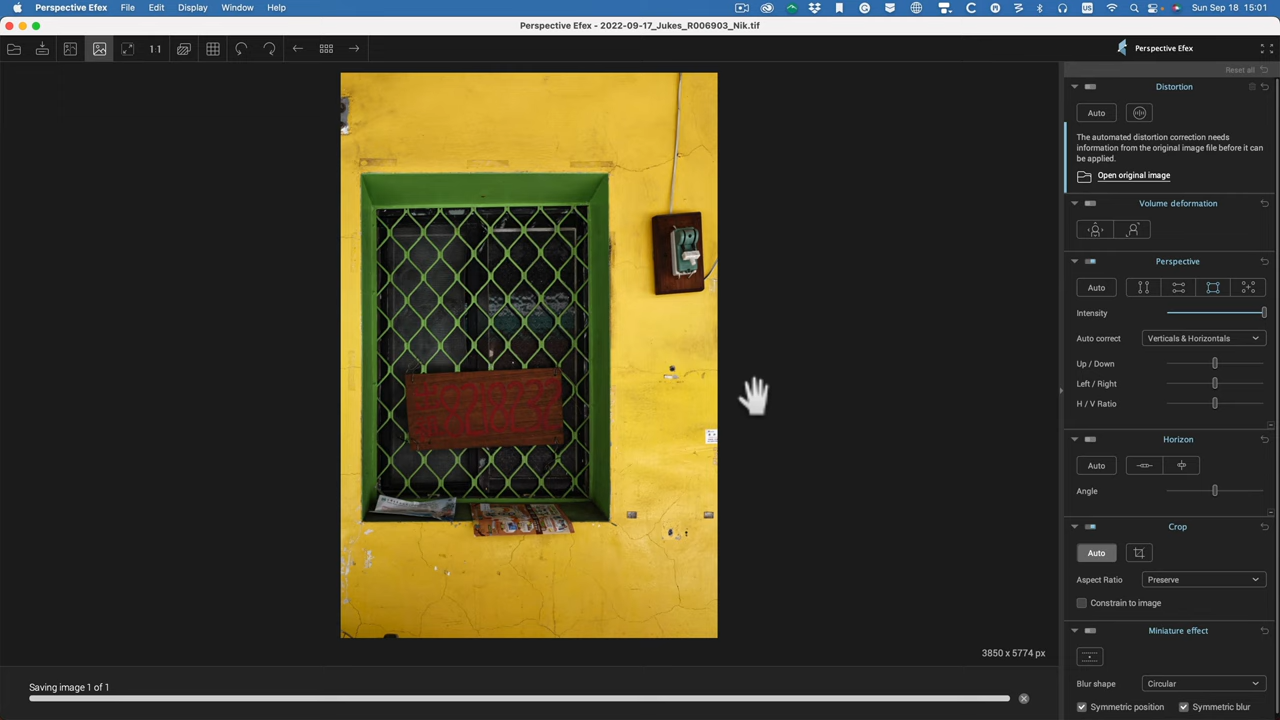 Perspective Efex File Edit Display Window Help Sun Sep 18 15:01
Perspective Efex - 2022-09-17_Jukes_R006903_Nik.tif
1:1
Perspective Efex
Reset all
Distortion
Auto
The automated distortion correction needs
information from the original image file before it can
be applied.
Open original image
Volume deformation
Perspective
Auto
Intensity
Auto correct Verticals & Horizontals
Up / Down
Left / Right
H / V Ratio
Horizon
Auto
Angle
Crop
Auto
Aspect Ratio Preserve
Constrain to image
Miniature effect
Blur shape Circular
Symmetric position Symmetric blur
3850 x 5774 px
Saving image 1 of 1